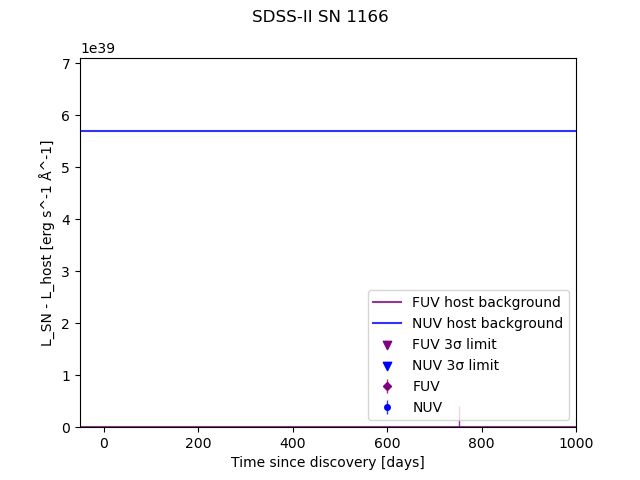 SDSS-II SN 1166
1e39
7
6
5
4
3
2
1
0
L_SN - L_host [erg s^-1 Å^-1]
FUV host background
NUV host background
FUV 3σ limit
NUV 3σ limit
FUV
NUV
0 200 400 600 800 1000
Time since discovery [days]